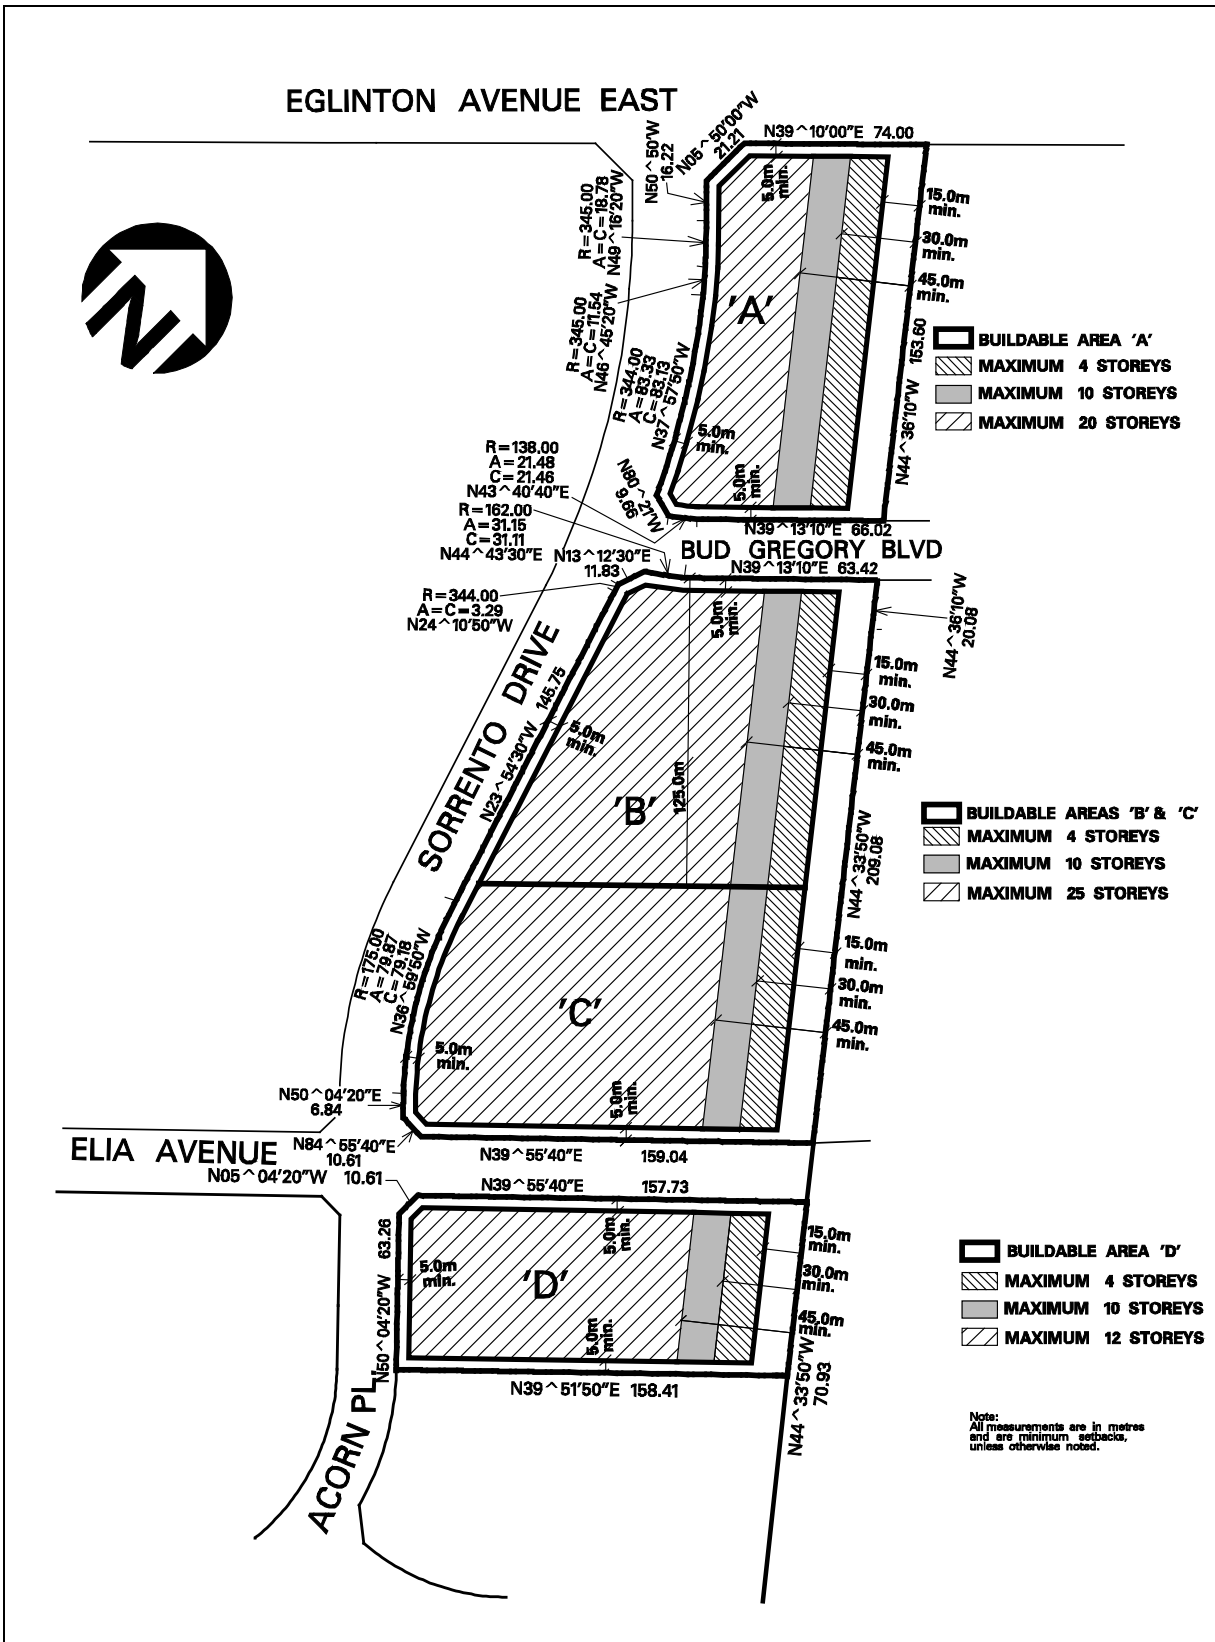 EGLINTON AVENUE EAST
N50^50'W
16.22
N05^50'00"W
21.21
N39^10'00"E 74.00
5.0m
min.
15.0m
min.
30.0m
min.
45.0m
min.
R=345.00
A=C=18.78
N49^16'20"W
R=345.00
A=C=11.54
N46^45'20"W
R=344.00
A=83.33
C=83.13
N37^57'50"W
'A'
153.60
N44^36'10"W
BUILDABLE AREA 'A'
MAXIMUM 4 STOREYS
MAXIMUM 10 STOREYS
MAXIMUM 20 STOREYS
5.0m
min.
5.0m
min.
R=138.00
A=21.48
C=21.46
N43^40'40"E
N80^21'W
9.66
R=162.00
A=31.15
C=31.11
N44^43'30"E
N39^13'10"E 66.02
BUD GREGORY BLVD
N13^12'30"E
11.83
N39^13'10"E 63.42
R=344.00
A=C=3.29
N24^10'50"W
5.0m
min.
N44^36'10"W
20.08
SORRENTO DRIVE
N23^54'30"W 145.75
5.0m
min.
15.0m
min.
30.0m
min.
45.0m
min.
125.0m
'B'
N44^33'50"W
209.08
BUILDABLE AREAS 'B' & 'C'
MAXIMUM 4 STOREYS
MAXIMUM 10 STOREYS
MAXIMUM 25 STOREYS
R=175.00
A=79.87
C=79.18
N36^59'50"W
15.0m
min.
30.0m
min.
45.0m
min.
'C'
5.0m
min.
5.0m
min.
N50^04'20"E
6.84
ELIA AVENUE
N84^55'40"E
10.61
N39^55'40"E 159.04
N05^04'20"W 10.61
N39^55'40"E 157.73
N50^04'20"W 63.26
5.0m
min.
5.0m
min.
'D'
15.0m
min.
30.0m
min.
45.0m
min.
5.0m
min.
BUILDABLE AREA 'D'
MAXIMUM 4 STOREYS
MAXIMUM 10 STOREYS
MAXIMUM 12 STOREYS
N39^51'50"E 158.41
N44^33'50"W
70.93
ACORN PL.
Note:
All measurements are in metres
and are minimum setbacks,
unless otherwise noted.
N